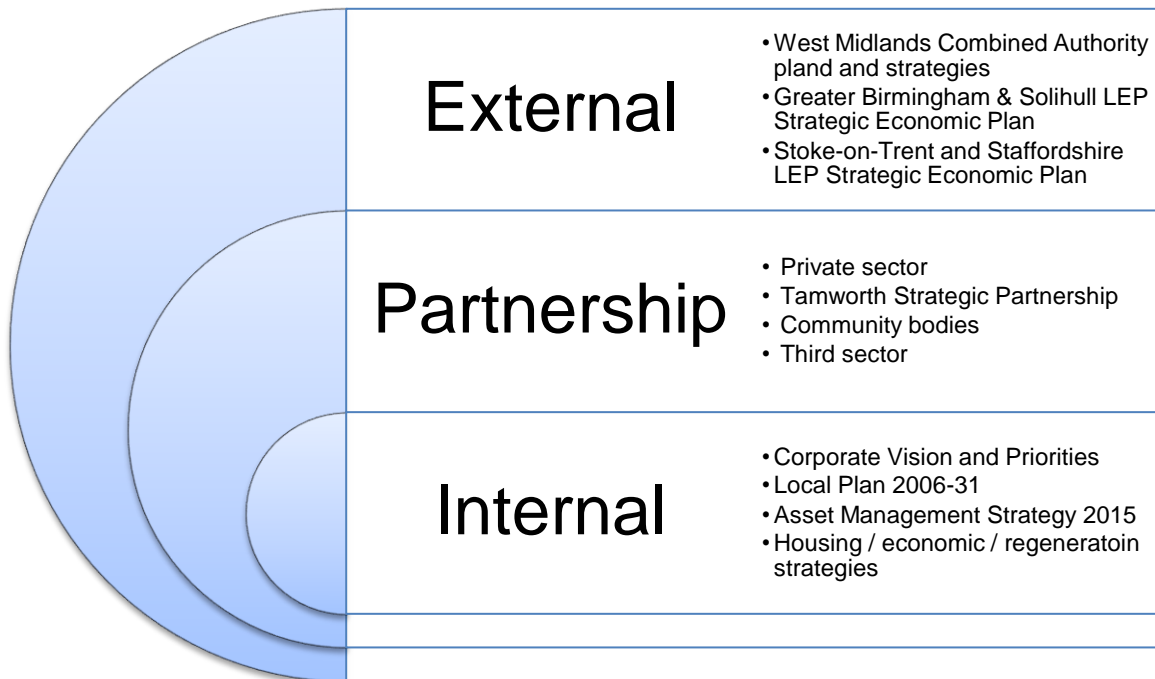 External
•West Midlands Combined Authority
pland and strategies
•Greater Birmingham & Solihull LEP
Strategic Economic Plan
•Stoke-on-Trent and Staffordshire
LEP Strategic Economic Plan
Partnership
• Private sector
• Tamworth Strategic Partnership
• Community bodies
• Third sector
Internal
•Corporate Vision and Priorities
•Local Plan 2006-31
•Asset Management Strategy 2015
•Housing / economic / regeneratoin
strategies